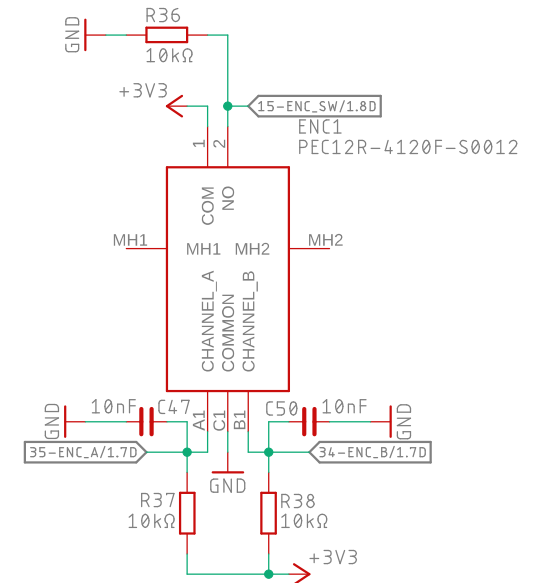 R36
GND
10kΩ
+3V3
15-ENC_SW/1.8D
ENC1
PEC12R-4120F-S0012
1
2
COM
NO
MH1
MH2
MH1
MH2
CHANNEL_A
COMMON
CHANNEL_B
10nF
C47
A1
C1
B1
C50
10nF
GND
GND
35-ENC_A/1.7D
34-ENC_B/1.7D
GND
R37
10kΩ
R38
10kΩ
+3V3